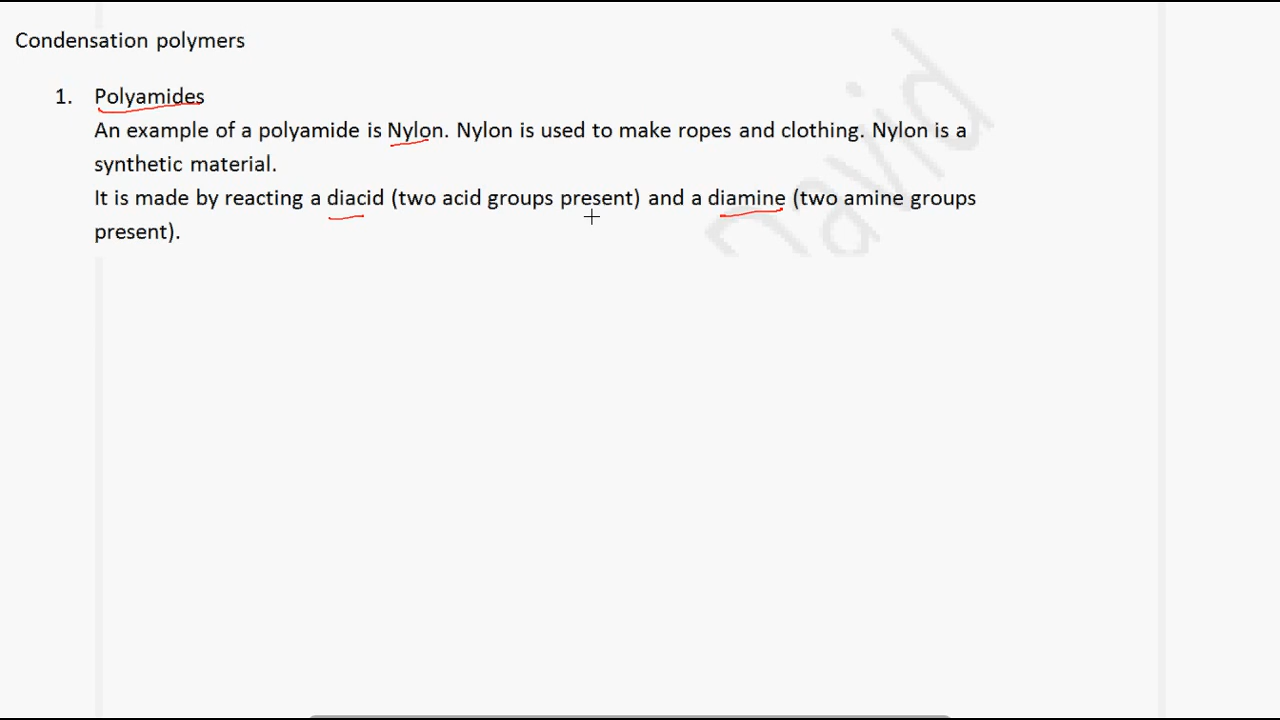 Condensation polymers
1. Polyamides
An example of a polyamide is Nylon. Nylon is used to make ropes and clothing. Nylon is a
synthetic material.
It is made by reacting a diacid (two acid groups present) and a diamine (two amine groups
present).
David